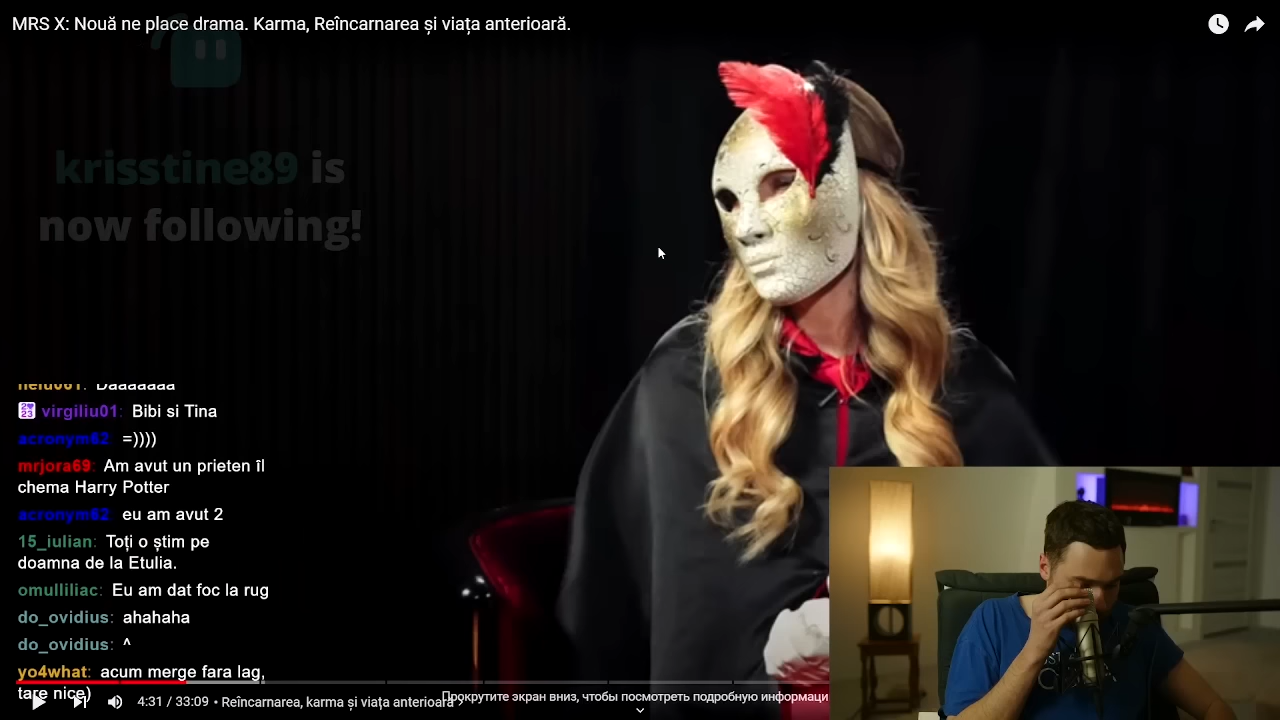 MRS X: Nouă ne place drama. Karma, Reîncarnarea și viața anterioară.
krisstine89 is
now following!
Daaaaaaa
virgiliu01: Bibi si Tina
acronym62: =))))
mrjora69: Am avut un prieten îl
chema Harry Potter
acronym62: eu am avut 2
15_iulian: Toți o știm pe
doamna de la Etulia.
omulliliac: Eu am dat foc la rug
do_ovidius: ahahaha
do_ovidius: ^
yo4what: acum merge fara lag,
tare nice)
4:31 / 33:09 • Reîncarnarea, karma și viața anterioară
Прокрутите экран вниз, чтобы посмотреть подробную информаци